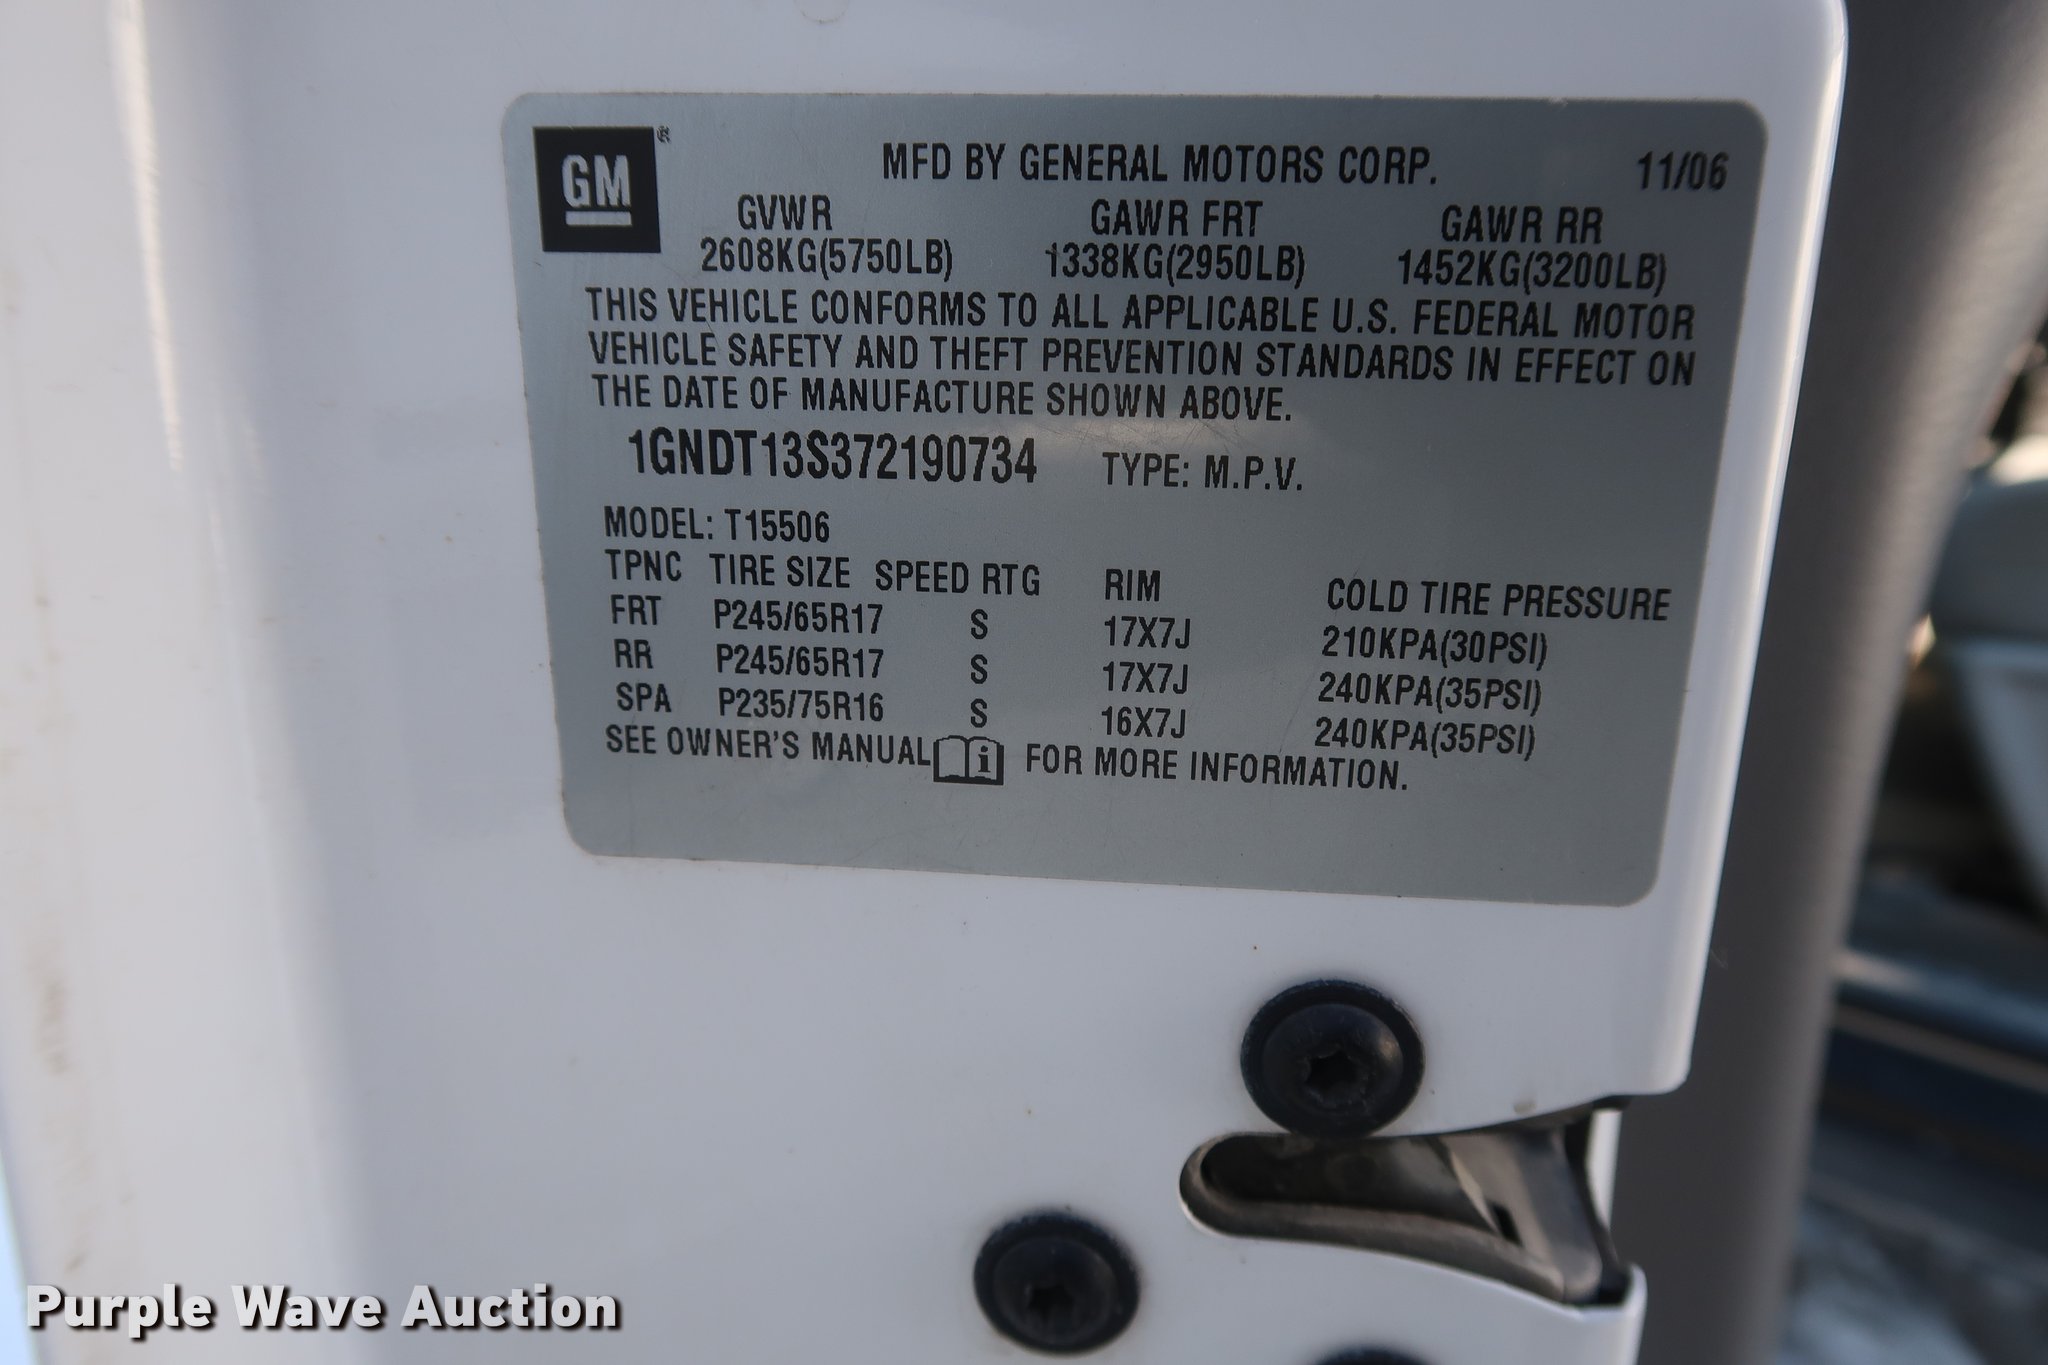 GM®
MFD BY GENERAL MOTORS CORP. 11/06
GVWR GAWR FRT GAWR RR
2608KG(5750LB) 1338KG(2950LB) 1452KG(3200LB)
THIS VEHICLE CONFORMS TO ALL APPLICABLE U.S. FEDERAL MOTOR
VEHICLE SAFETY AND THEFT PREVENTION STANDARDS IN EFFECT ON
THE DATE OF MANUFACTURE SHOWN ABOVE.
1GNDT13S372190734 TYPE: M.P.V.
MODEL: T15506
TPNC TIRE SIZE SPEED RTG RIM COLD TIRE PRESSURE
FRT P245/65R17 S 17X7J 210KPA(30PSI)
RR P245/65R17 S 17X7J 240KPA(35PSI)
SPA P235/75R16 S 16X7J 240KPA(35PSI)
SEE OWNER'S MANUAL i FOR MORE INFORMATION.
Purple Wave Auction